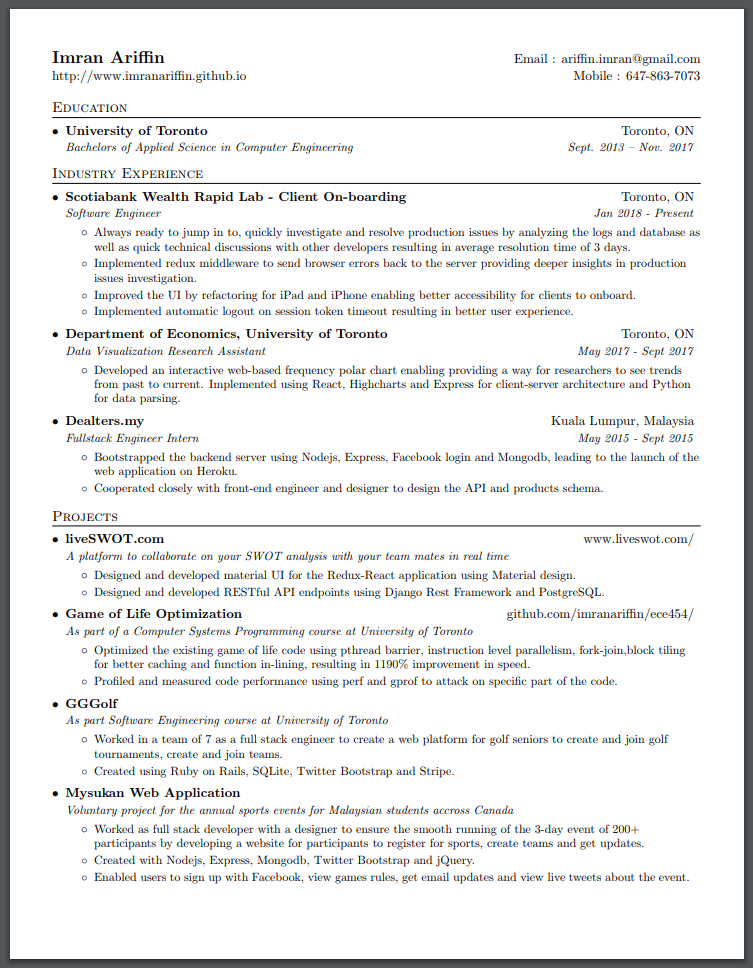 Imran Ariffin Email : ariffin.imran@gmail.com
http://www.imranariffin.github.io Mobile : 647-863-7073
Education
• University of Toronto Toronto, ON
Bachelors of Applied Science in Computer Engineering Sept. 2013 – Nov. 2017
Industry Experience
• Scotiabank Wealth Rapid Lab - Client On-boarding Toronto, ON
Software Engineer Jan 2018 - Present
◦ Always ready to jump in to, quickly investigate and resolve production issues by analyzing the logs and database as
well as quick technical discussions with other developers resulting in average resolution time of 3 days.
◦ Implemented redux middleware to send browser errors back to the server providing deeper insights in production
issues investigation.
◦ Improved the UI by refactoring for iPad and iPhone enabling better accessibility for clients to onboard.
◦ Implemented automatic logout on session token timeout resulting in better user experience.
• Department of Economics, University of Toronto Toronto, ON
Data Visualization Research Assistant May 2017 - Sept 2017
◦ Developed an interactive web-based frequency polar chart enabling providing a way for researchers to see trends
from past to current. Implemented using React, Highcharts and Express for client-server architecture and Python
for data parsing.
• Dealters.my Kuala Lumpur, Malaysia
Fullstack Engineer Intern May 2015 - Sept 2015
◦ Bootstrapped the backend server using Nodejs, Express, Facebook login and Mongodb, leading to the launch of the
web application on Heroku.
◦ Cooperated closely with front-end engineer and designer to design the API and products schema.
Projects
• liveSWOT.com www.liveswot.com/
A platform to collaborate on your SWOT analysis with your team mates in real time
◦ Designed and developed material UI for the Redux-React application using Material design.
◦ Designed and developed RESTful API endpoints using Django Rest Framework and PostgreSQL.
• Game of Life Optimization github.com/imranariffin/ece454/
As part of a Computer Systems Programming course at University of Toronto
◦ Optimized the existing game of life code using pthread barrier, instruction level parallelism, fork-join,block tiling
for better caching and function in-lining, resulting in 1190% improvement in speed.
◦ Profiled and measured code performance using perf and gprof to attack on specific part of the code.
• GGGolf
As part Software Engineering course at University of Toronto
◦ Worked in a team of 7 as a full stack engineer to create a web platform for golf seniors to create and join golf
tournaments, create and join teams.
◦ Created using Ruby on Rails, SQLite, Twitter Bootstrap and Stripe.
• Mysukan Web Application
Voluntary project for the annual sports events for Malaysian students accross Canada
◦ Worked as full stack developer with a designer to ensure the smooth running of the 3-day event of 200+
participants by developing a website for participants to register for sports, create teams and get updates.
◦ Created with Nodejs, Express, Mongodb, Twitter Bootstrap and jQuery.
◦ Enabled users to sign up with Facebook, view games rules, get email updates and view live tweets about the event.